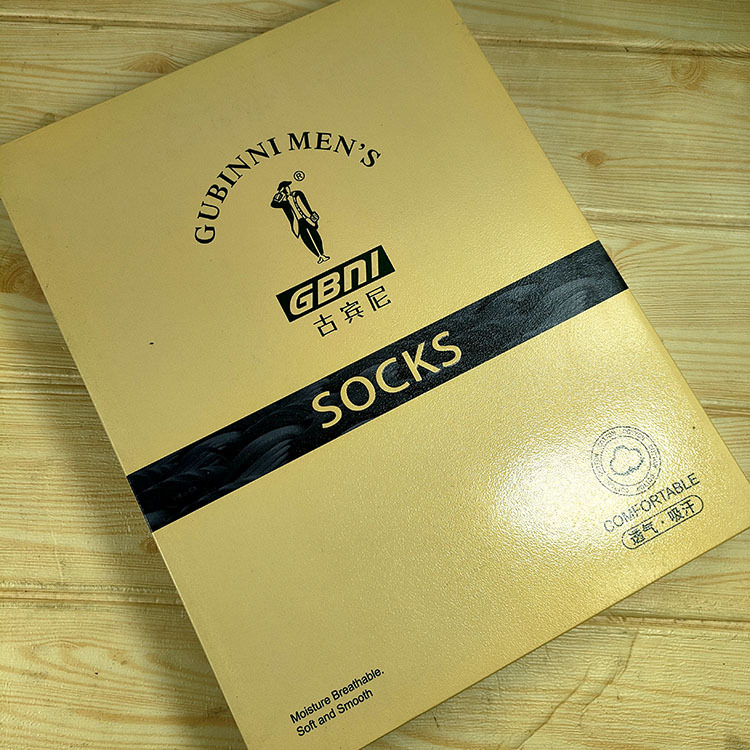 GUBINNI MEN'S
®
GBNI
古宾尼
SOCKS
COMFORTABLE
透气·吸汗
Moisture Breathable.
Soft and Smooth